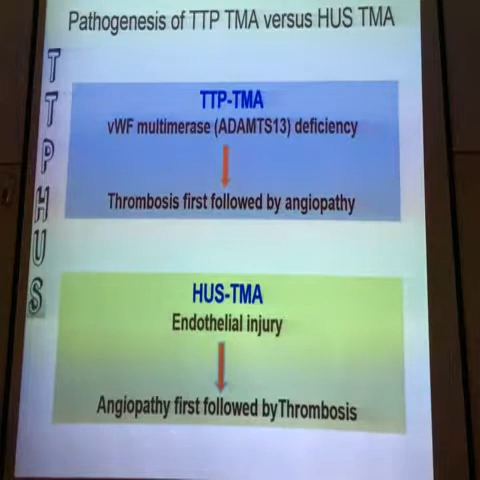 Pathogenesis of TTP TMA versus HUS TMA
TTPHUS
TTP-TMA
vWF multimerase (ADAMTS13) deficiency
Thrombosis first followed by angiopathy
HUS-TMA
Endothelial injury
Angiopathy first followed byThrombosis